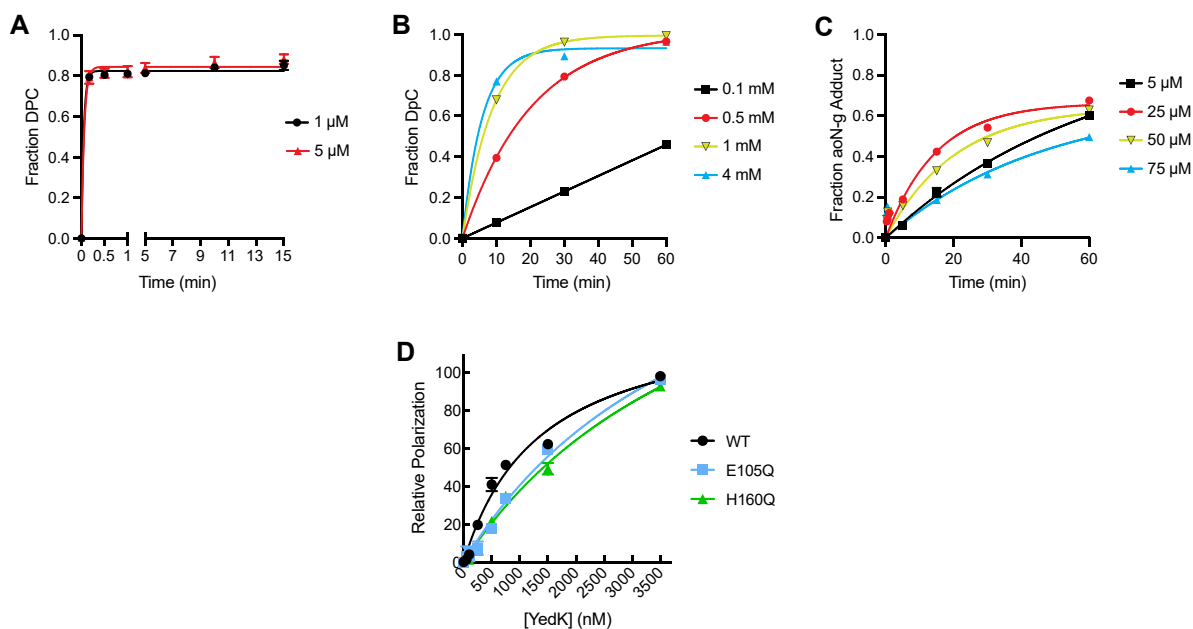 A
Fraction DPC
1.0
0.8
0.6
0.4
0.2
0.0
0 0.5 1 5 7 9 11 13 15
Time (min)
1 µM
5 µM
B
Fraction DpC
1.0
0.8
0.6
0.4
0.2
0.0
0 10 20 30 40 50 60
Time (min)
0.1 mM
0.5 mM
1 mM
4 mM
C
Fraction aoN-g Adduct
1.0
0.8
0.6
0.4
0.2
0.0
0 20 40 60
Time (min)
5 µM
25 µM
50 µM
75 µM
D
Relative Polarization
100
80
60
40
20
0
0 500 1000 1500 2000 2500 3000 3500
[YedK] (nM)
WT
E105Q
H160Q